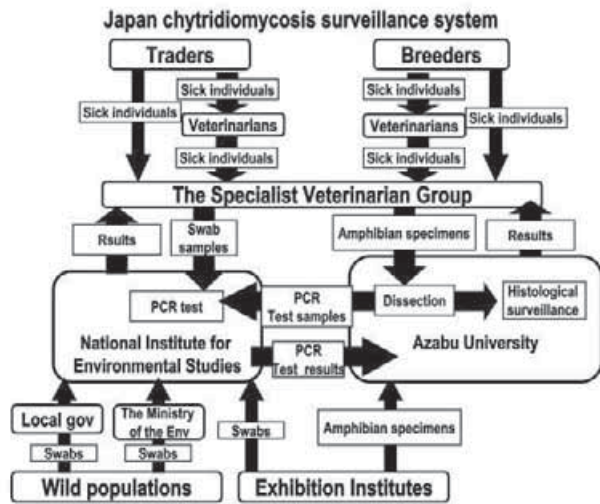 Japan chytridiomycosis surveillance system
Traders
Breeders
Sick individuals
Sick individuals
Sick individuals
Sick individuals
Veterinarians
Veterinarians
Sick individuals
Sick individuals
The Specialist Veterinarian Group
Rsults
Swab
samples
Amphibian specimens
Results
PCR test
PCR
Test samples
Dissection
Histological
surveillance
National Institute for
Environmental Studies
PCR
Test results
Azabu University
Local gov
The Ministry
of the Env
Swabs
Swabs
Swabs
Amphibian specimens
Wild populations
Exhibition Institutes